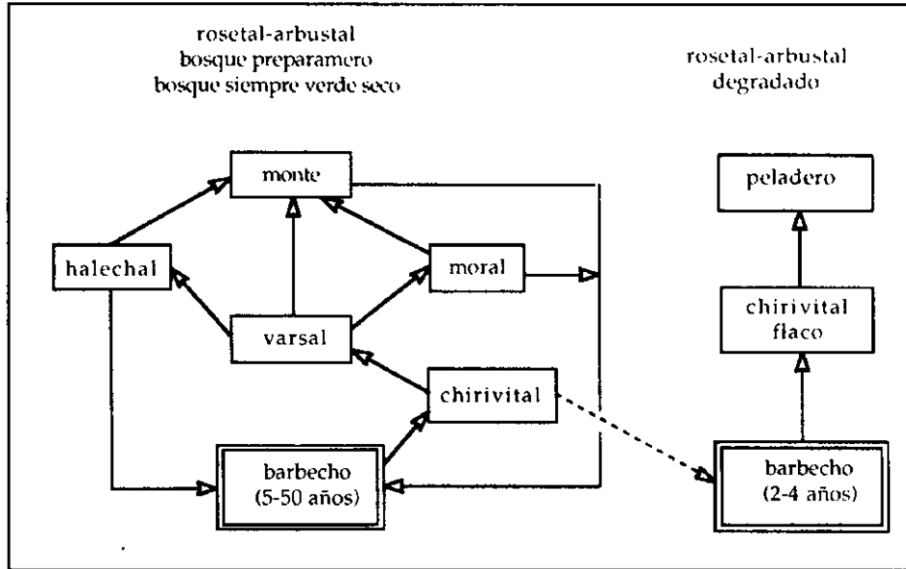 rosetal-arbustal
bosque preparamero
bosque siempre verde seco
rosetal-arbustal
degradado
monte
peladero
halechal
moral
varsal
chirivital
flaco
chirivital
barbecho
(5-50 años)
barbecho
(2-4 años)